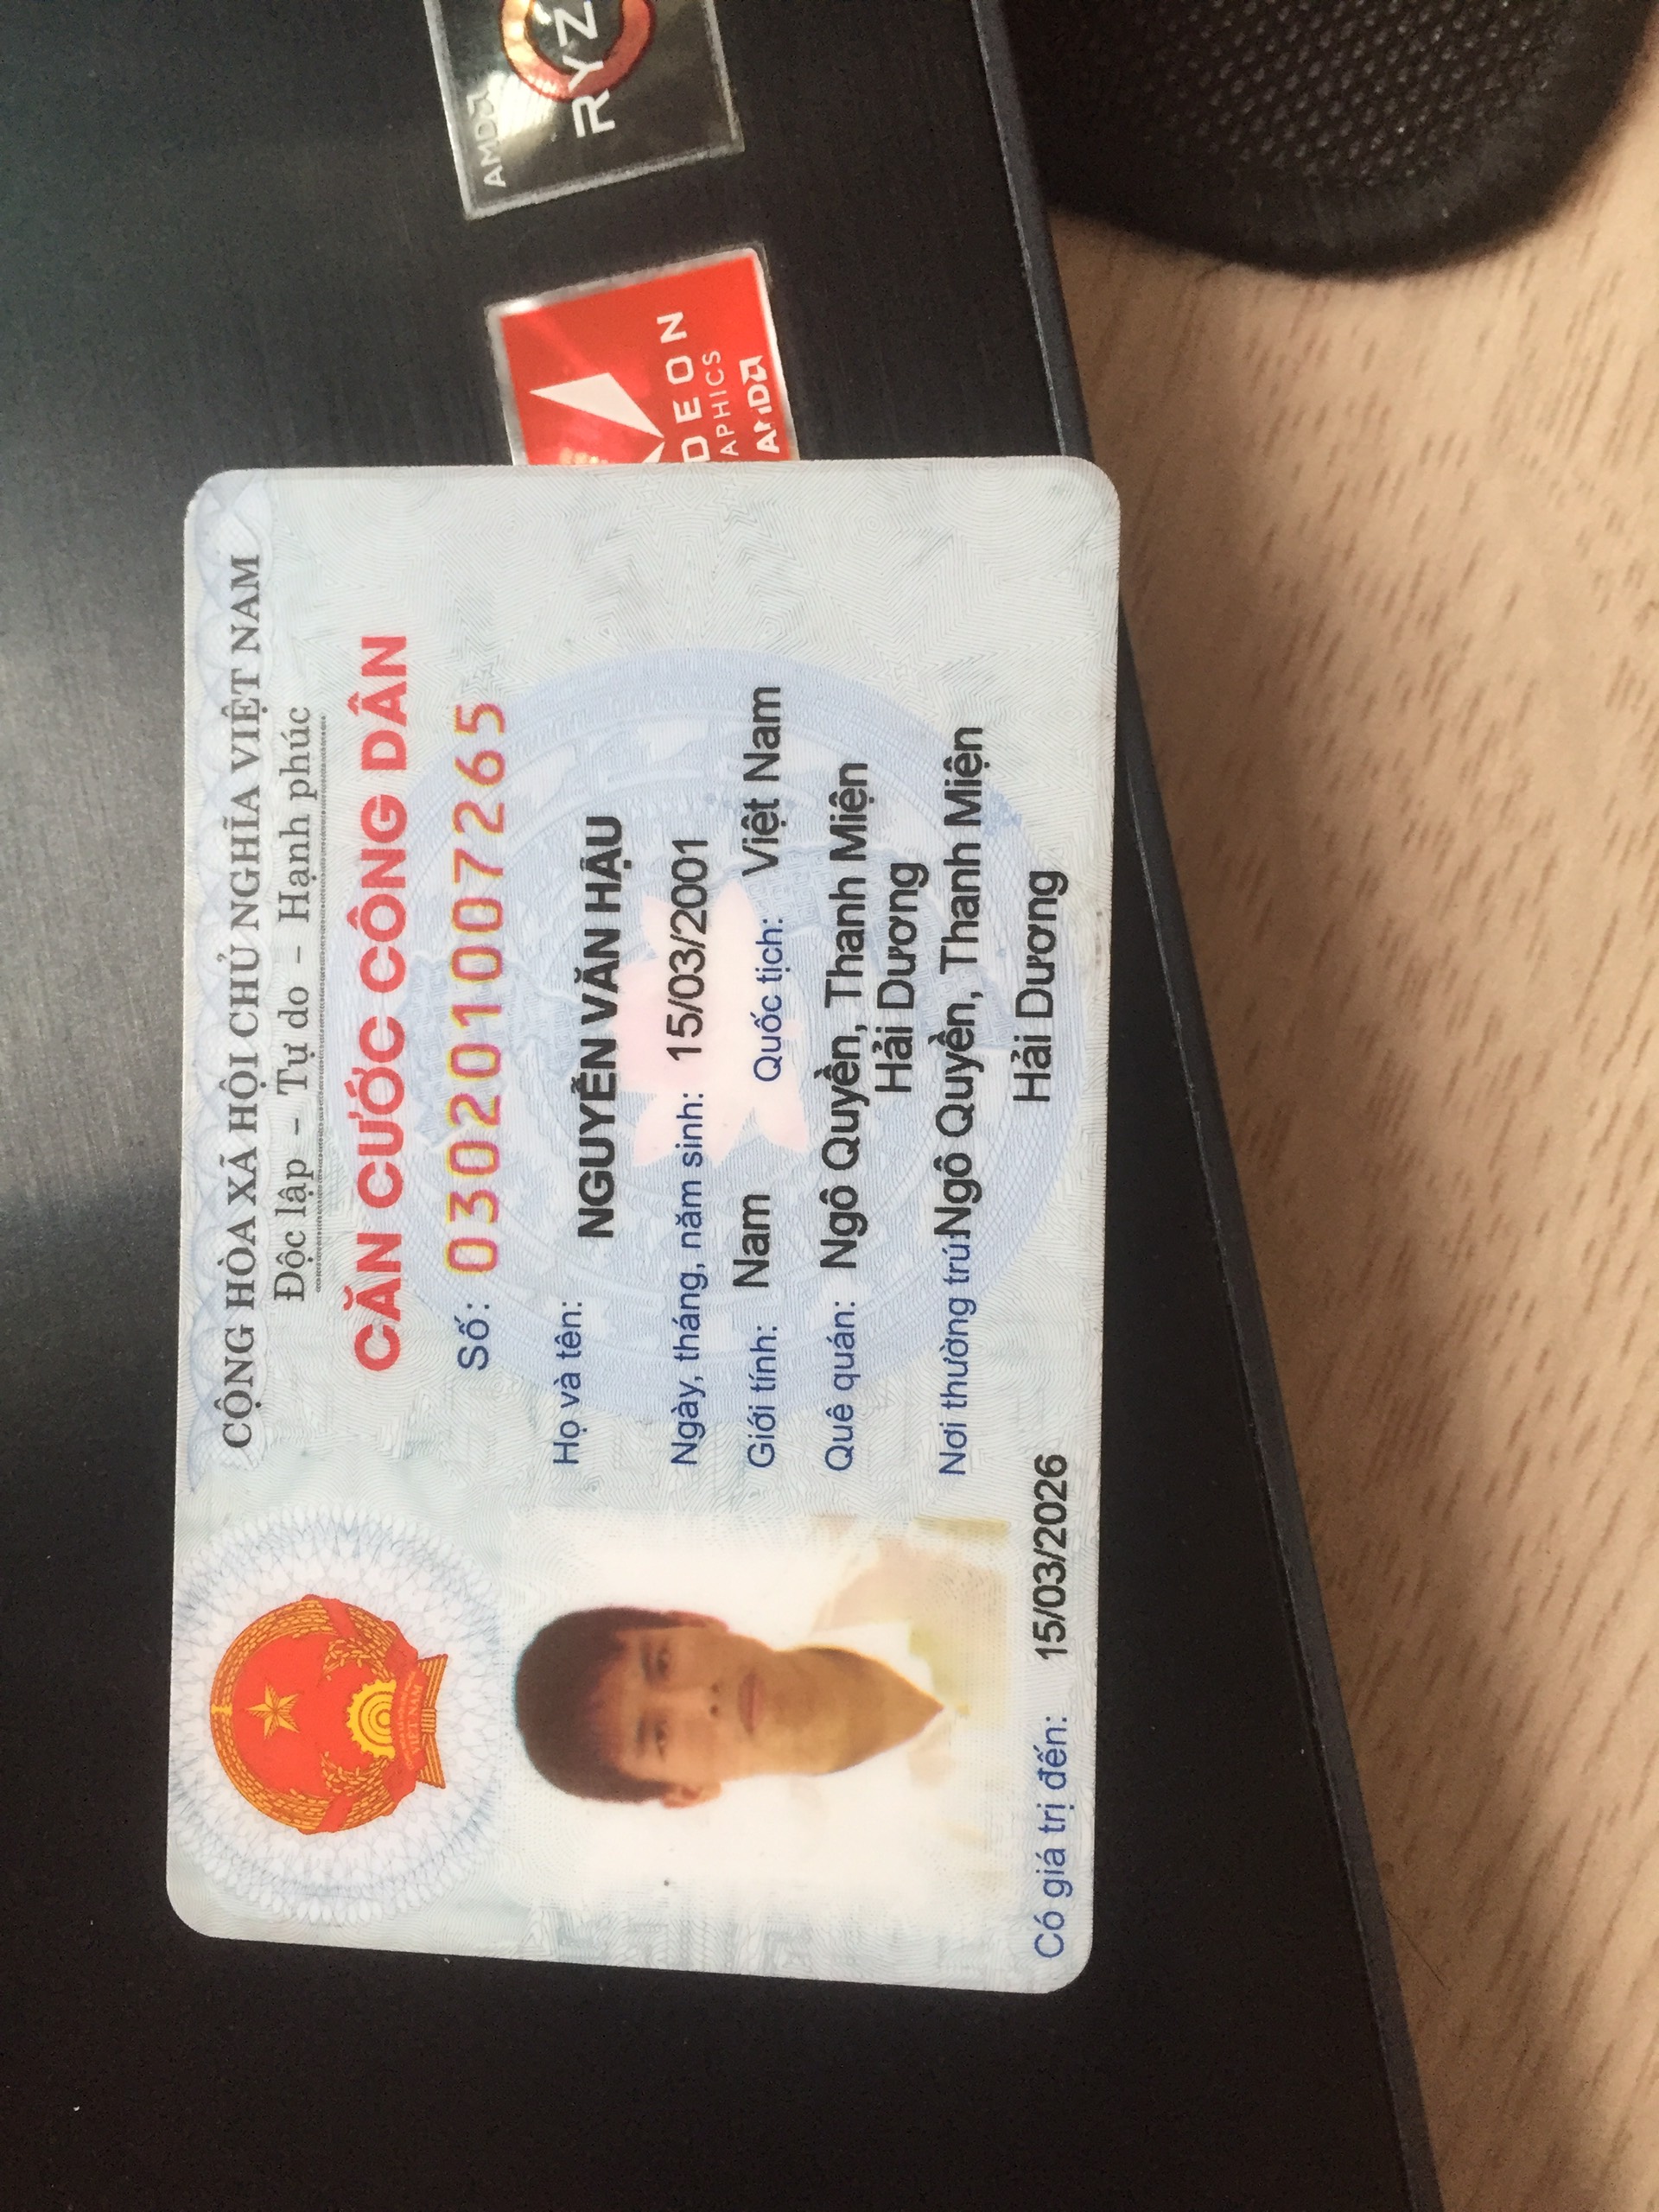 CỘNG HÒA XÃ HỘI CHỦ NGHĨA VIỆT NAM
Độc lập – Tự do – Hạnh phúc
CĂN CƯỚC CÔNG DÂN
Số: 030201007265
Họ và tên: NGUYỄN VĂN HẬU
Ngày, tháng, năm sinh: 15/03/2001
Giới tính: Nam Quốc tịch: Việt Nam
Quê quán: Ngô Quyền, Thanh Miện
Hải Dương
Nơi thường trú: Ngô Quyền, Thanh Miện
Hải Dương
Có giá trị đến: 15/03/2026
VIỆT NAM
DEON
APHICS
AMD
AMD
RYZ